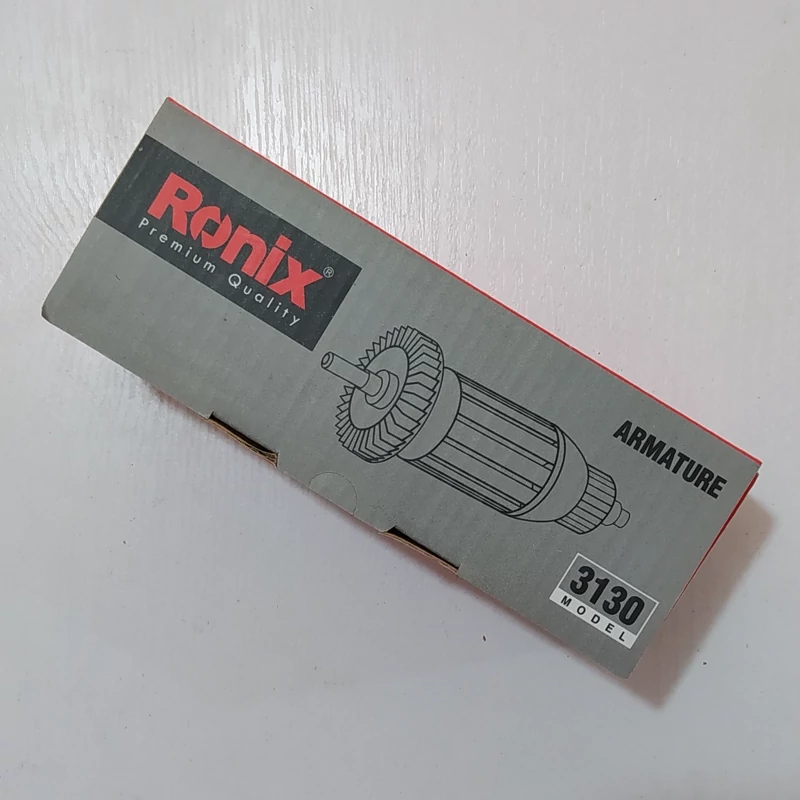 Ronix®
Premium Quality
ARMATURE
3130
MODEL